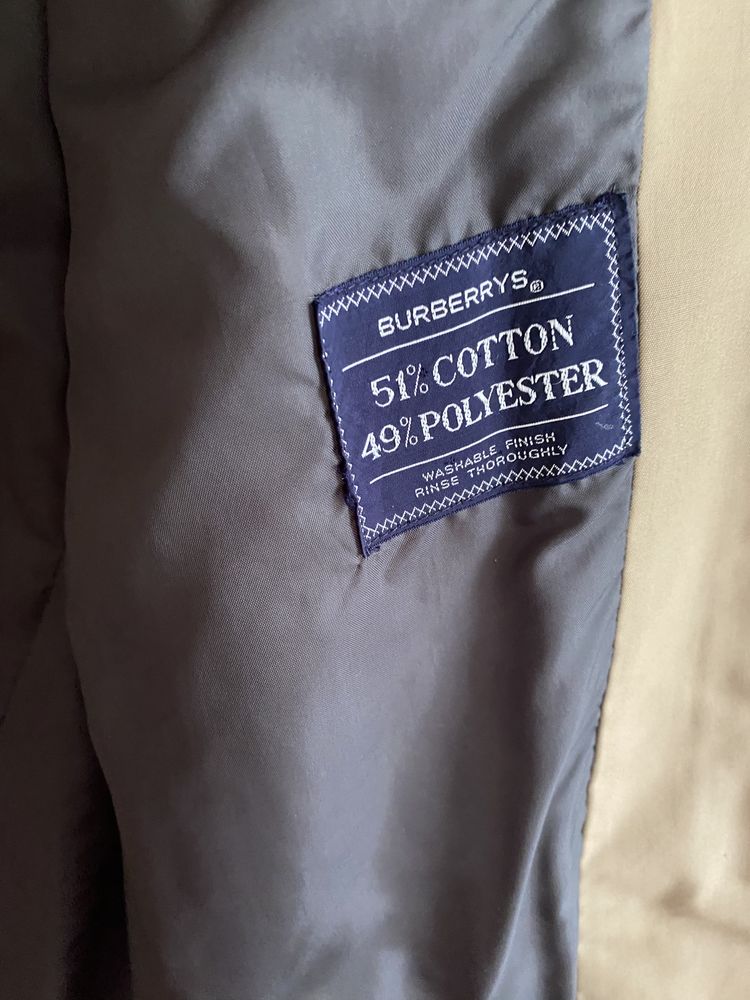 BURBERRYS®
51% COTTON
49% POLYESTER
WASHABLE FINISH
RINSE THOROUGHLY